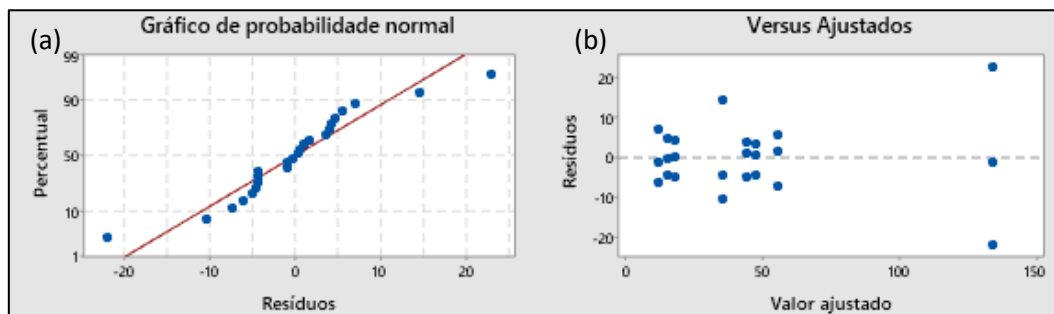 (a) Gráfico de probabilidade normal
99
90
50
10
1
Percentual
-20 -10 0 10 20
Resíduos
(b) Versus Ajustados
20
10
0
-10
-20
Resíduos
0 50 100 150
Valor ajustado